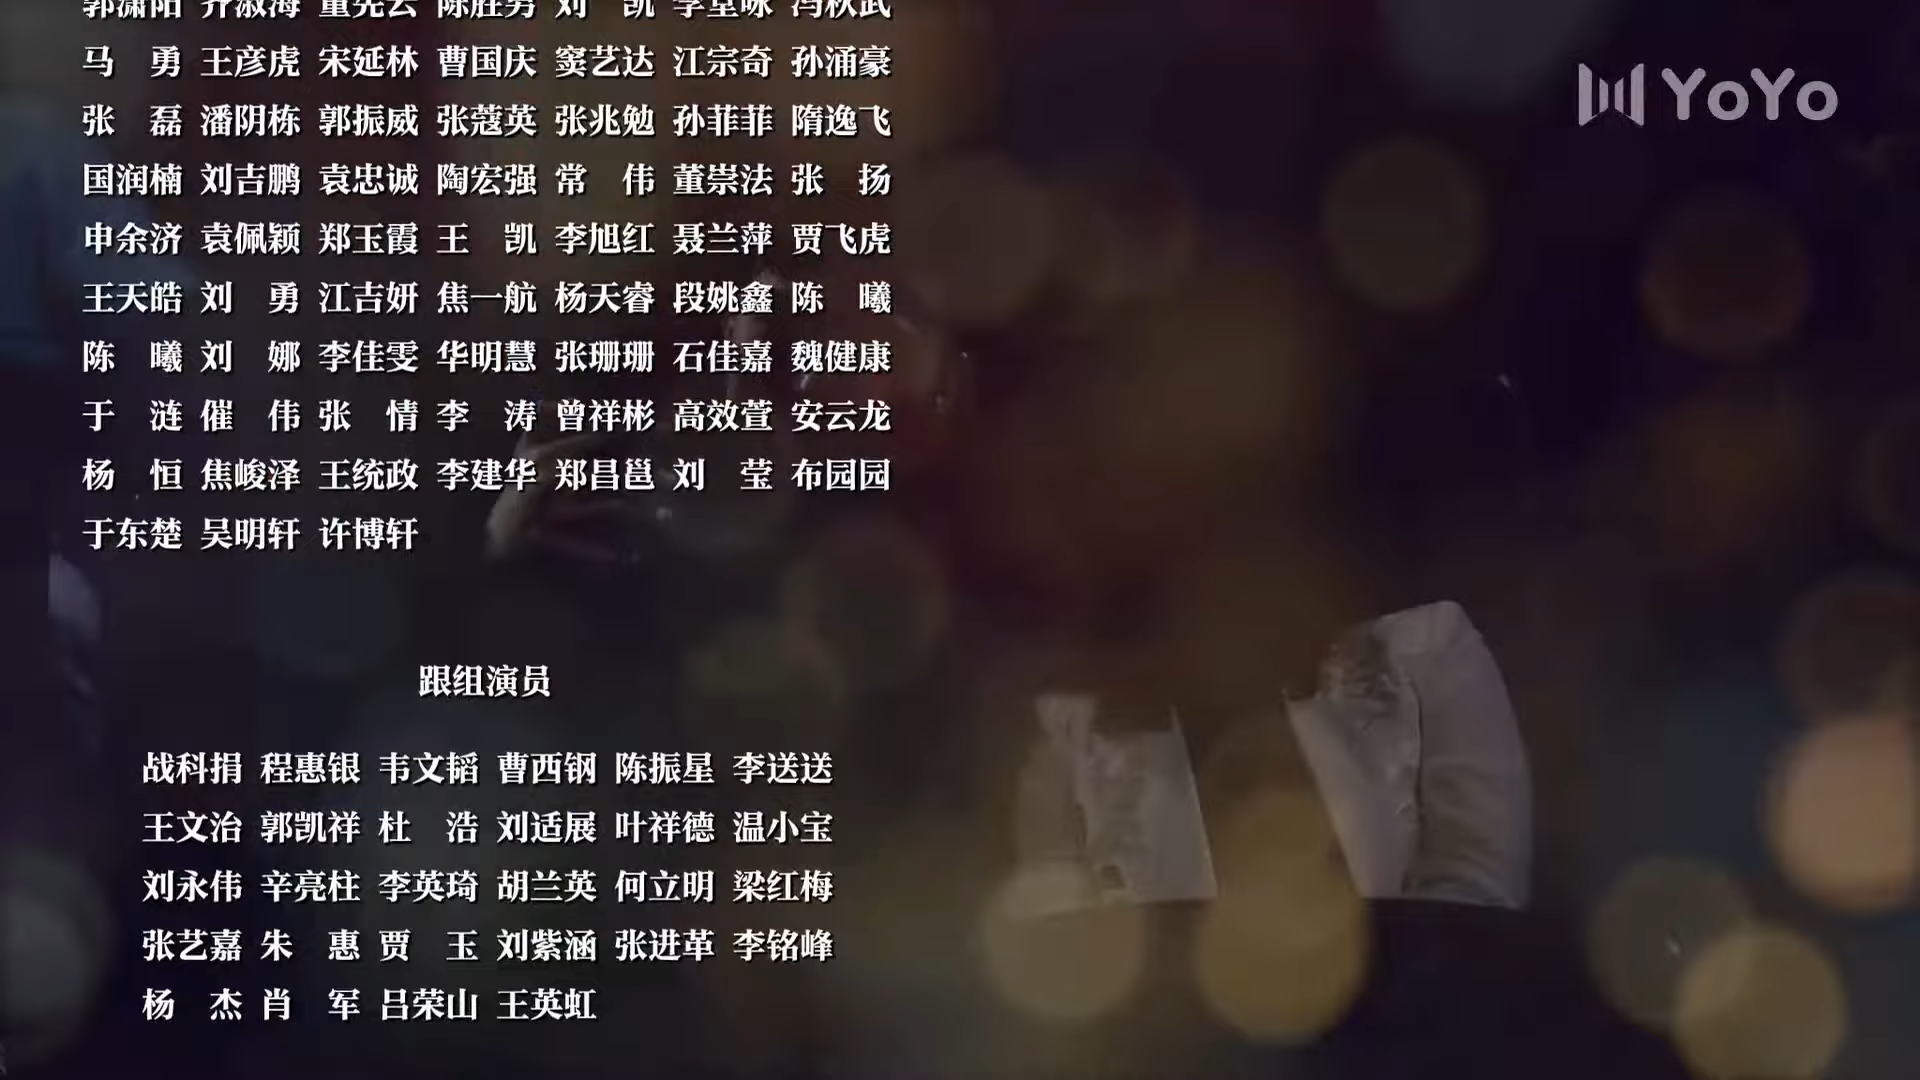 马　勇 王彦虎 宋延林 曹国庆 窦艺达 江宗奇 孙涌豪
张　磊 潘阴栋 郭振威 张蔻英 张兆勉 孙菲菲 隋逸飞
国润楠 刘吉鹏 袁忠诚 陶宏强 常　伟 董崇法 张　扬
申余济 袁佩颖 郑玉霞 王　凯 李旭红 聂兰萍 贾飞虎
王天皓 刘　勇 江吉妍 焦一航 杨天睿 段姚鑫 陈　曦
陈　曦 刘　娜 李佳雯 华明慧 张珊珊 石佳嘉 魏健康
于　涟 催　伟 张　情 李　涛 曾祥彬 高效萱 安云龙
杨　恒 焦峻泽 王统政 李建华 郑昌邕 刘　莹 布园园
于东楚 吴明轩 许博轩
跟组演员
战科捐 程惠银 韦文韬 曹西钢 陈振星 李送送
王文治 郭凯祥 杜　浩 刘适展 叶祥德 温小宝
刘永伟 辛亮柱 李英琦 胡兰英 何立明 梁红梅
张艺嘉 朱　惠 贾　玉 刘紫涵 张进革 李铭峰
杨　杰 肖　军 吕荣山 王英虹
YoYo